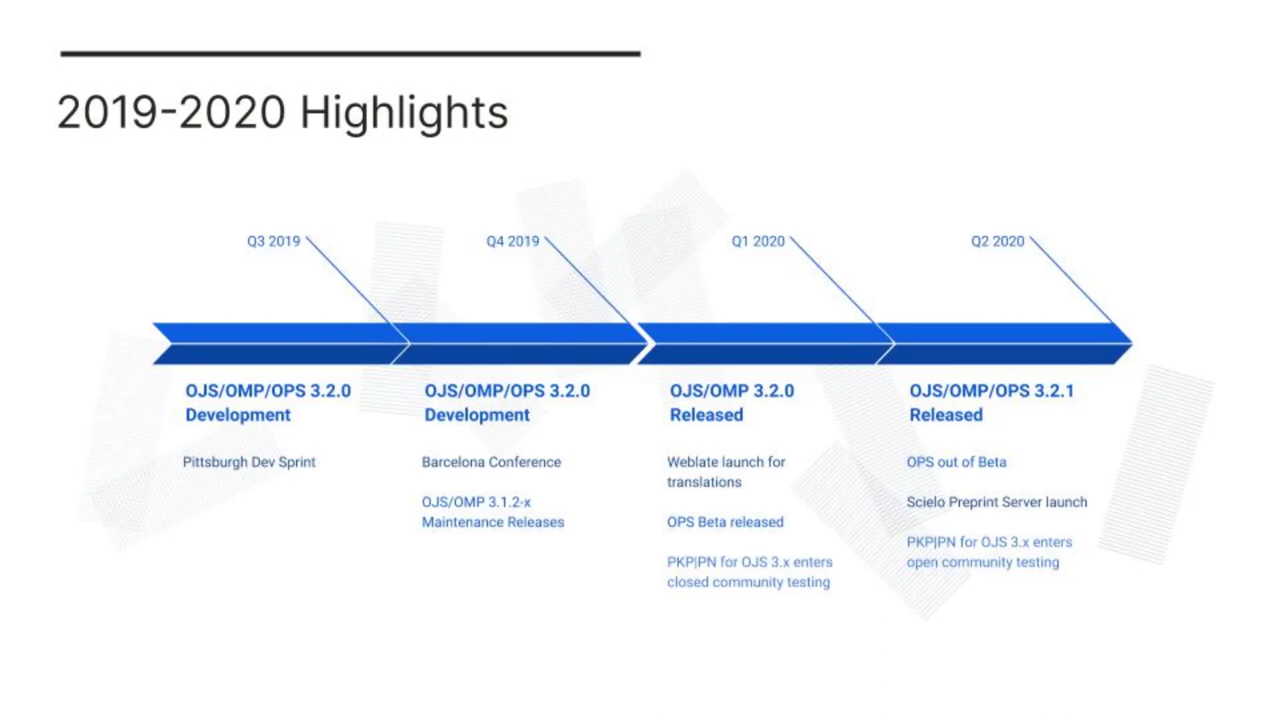 2019-2020 Highlights
Q3 2019
Q4 2019
Q1 2020
Q2 2020
OJS/OMP/OPS 3.2.0
Development
Pittsburgh Dev Sprint
OJS/OMP/OPS 3.2.0
Development
Barcelona Conference
OJS/OMP 3.1.2-x
Maintenance Releases
OJS/OMP 3.2.0
Released
Weblate launch for
translations
OPS Beta released
PKP|PN for OJS 3.x enters
closed community testing
OJS/OMP/OPS 3.2.1
Released
OPS out of Beta
Scielo Preprint Server launch
PKP|PN for OJS 3.x enters
open community testing